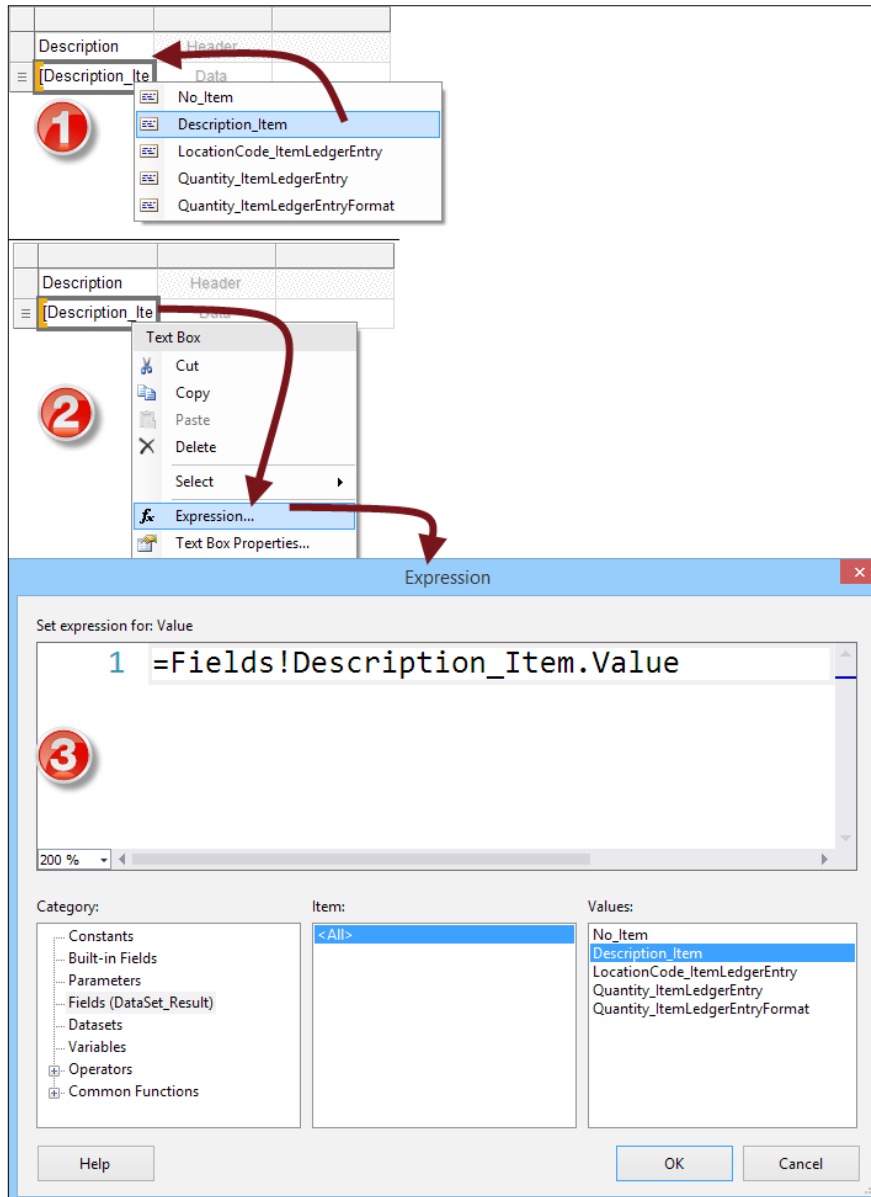 Description Header
[Description_Ite Data
No_Item
1 Description_Item
LocationCode_ItemLedgerEntry
Quantity_ItemLedgerEntry
Quantity_ItemLedgerEntryFormat
Description Header
[Description_Ite Data
Text Box
Cut
2 Copy
Paste
Delete
Select
fx Expression...
Text Box Properties...
Expression
Set expression for: Value
1 =Fields!Description_Item.Value
3
200 %
Category: Item: Values:
Constants <All> No_Item
Built-in Fields Description_Item
Parameters LocationCode_ItemLedgerEntry
Fields (DataSet_Result) Quantity_ItemLedgerEntry
Datasets Quantity_ItemLedgerEntryFormat
Variables
Operators
Common Functions
Help OK Cancel